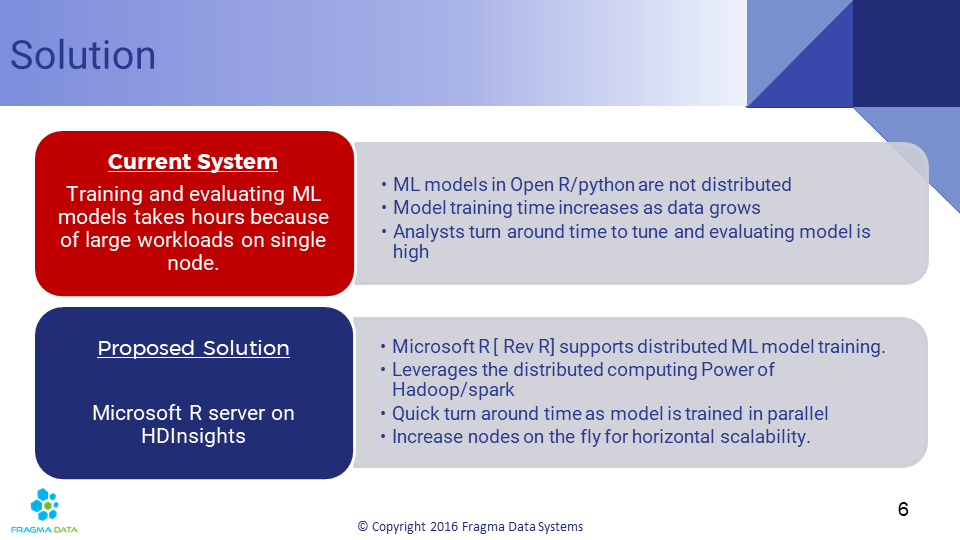 Solution
Current System
Training and evaluating ML
models takes hours because
of large workloads on single
node.
• ML models in Open R/python are not distributed
• Model training time increases as data grows
• Analysts turn around time to tune and evaluating model is
high
Proposed Solution
Microsoft R server on
HDInsights
• Microsoft R [ Rev R] supports distributed ML model training.
• Leverages the distributed computing Power of
Hadoop/spark
• Quick turn around time as model is trained in parallel
• Increase nodes on the fly for horizontal scalability.
FRAGMA DATA
© Copyright 2016 Fragma Data Systems
6